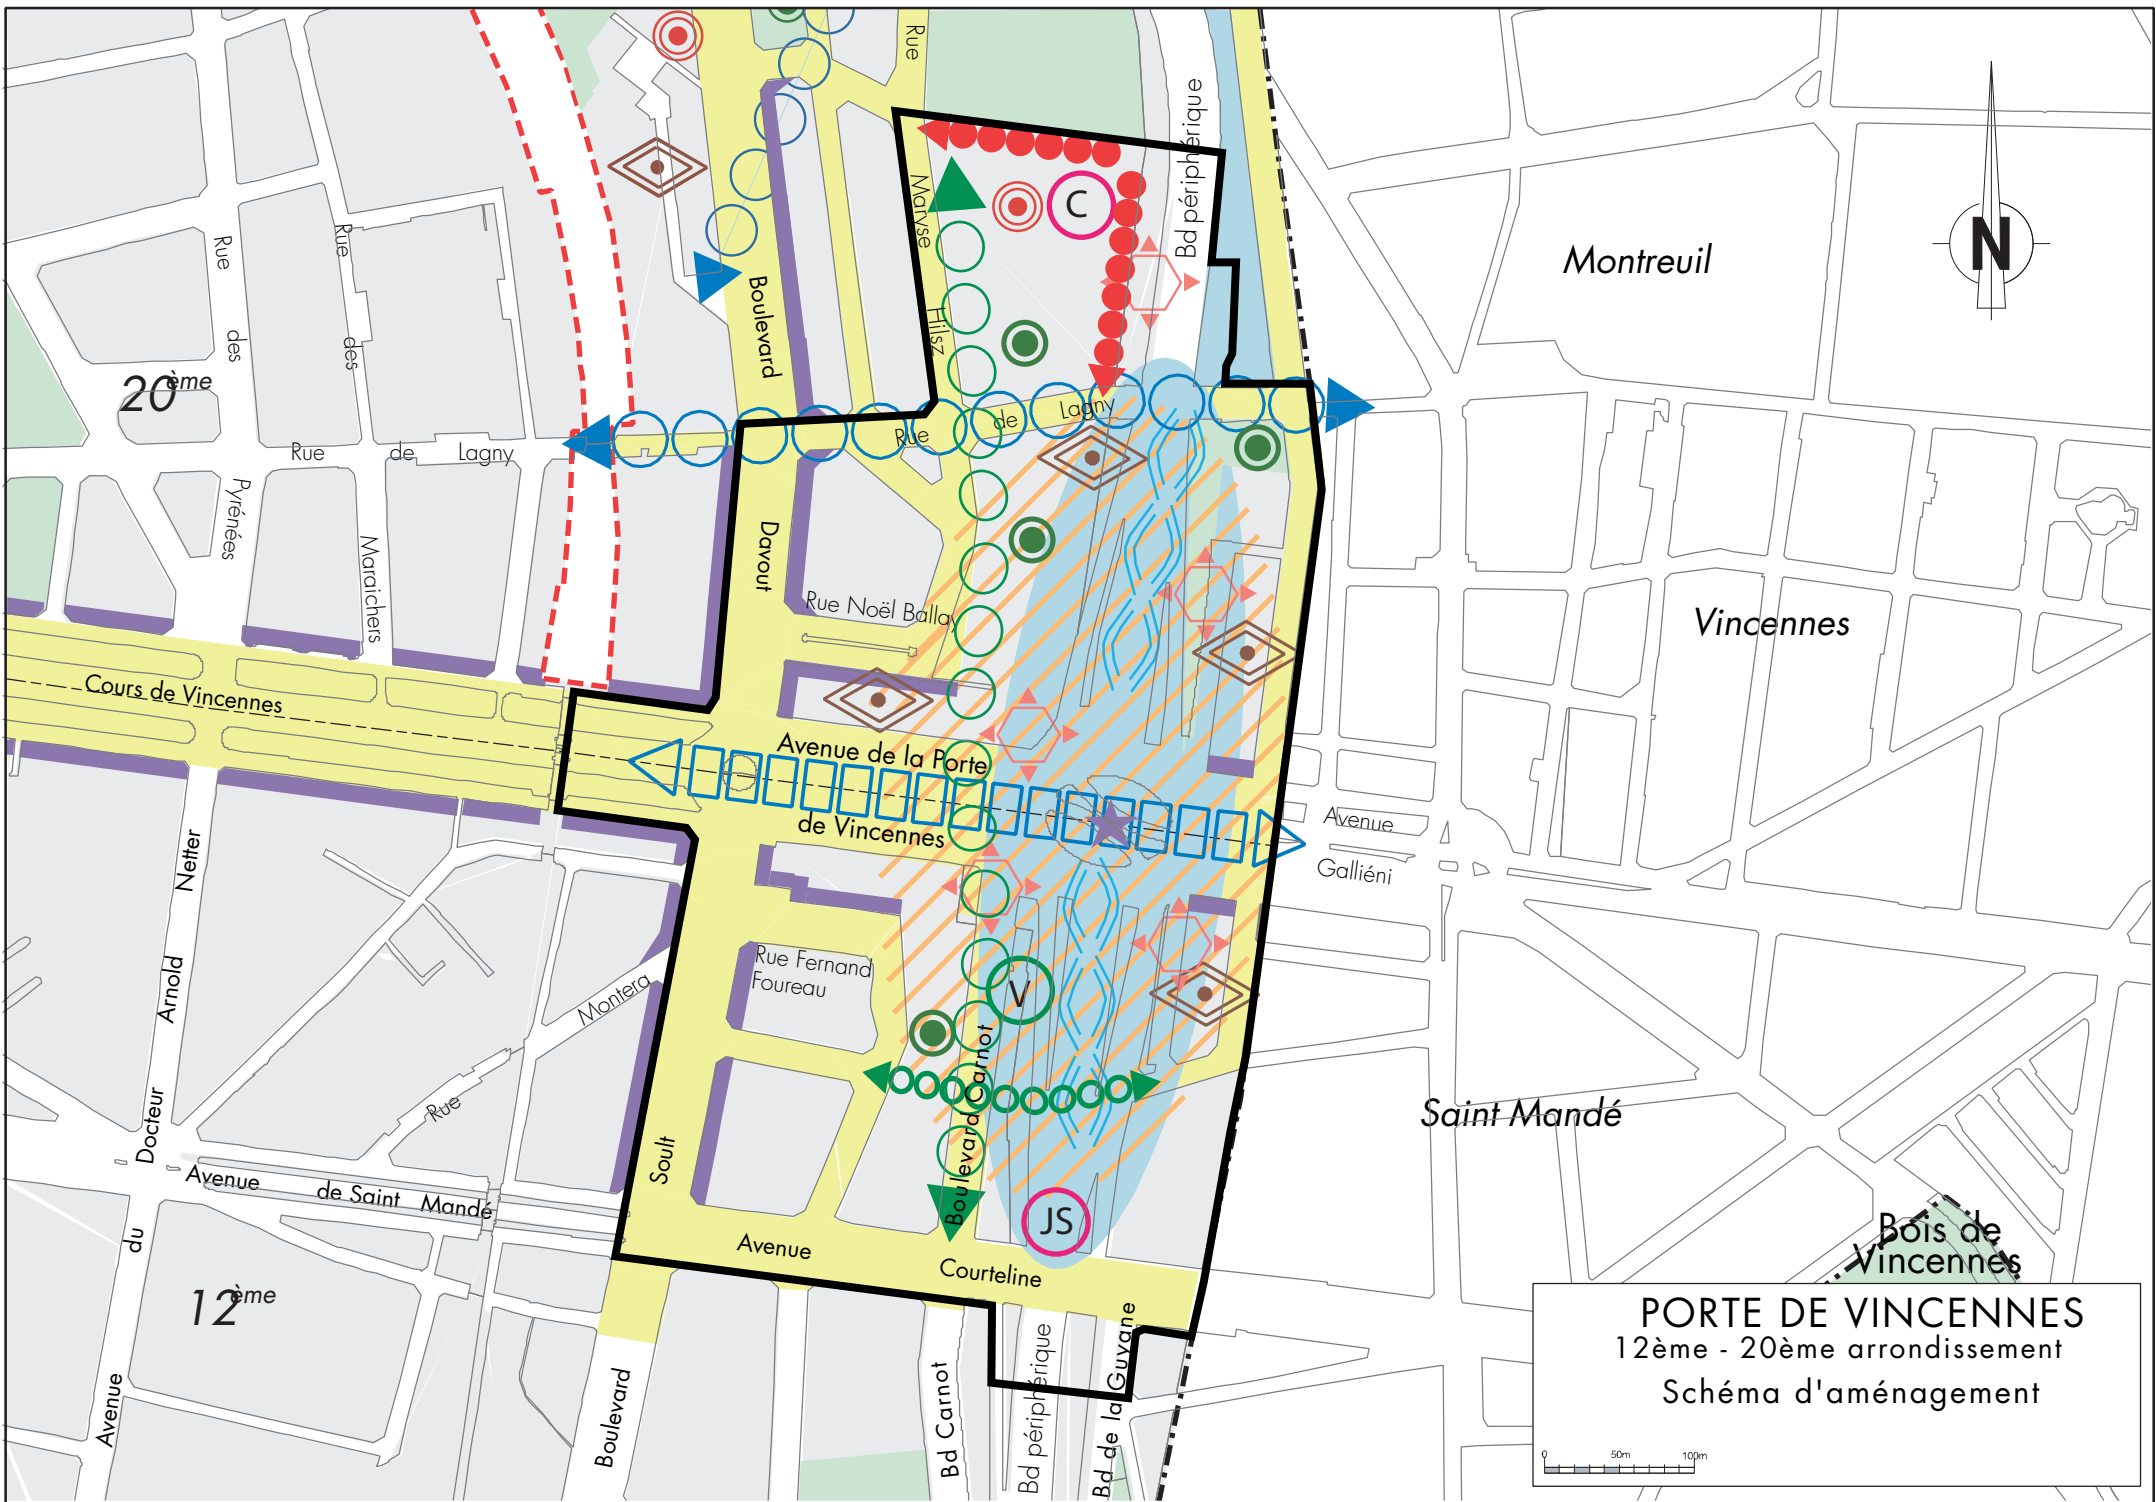 Rue
Bd périphérique
Maryse
Hilsz
C
N
Montreuil
Rue
des
Pyrénées
Rue
des
Maraichers
Boulevard
Davout
20ème
Rue de Lagny
Rue de Lagny
Rue Noël Ballay
Vincennes
Cours de Vincennes
Avenue de la Porte
de Vincennes
Avenue
Galliéni
Avenue du Docteur Arnold Netter
Rue Montera
Rue Fernand
Foureau
V
Boulevard Carnot
Saint Mandé
Boulevard Soult
Avenue de Saint Mandé
JS
Avenue Courteline
12ème
Bd Carnot
Bd périphérique
Bd de la Guyane
Bois de
Vincennes
PORTE DE VINCENNES
12ème - 20ème arrondissement
Schéma d'aménagement
0 50m 100m